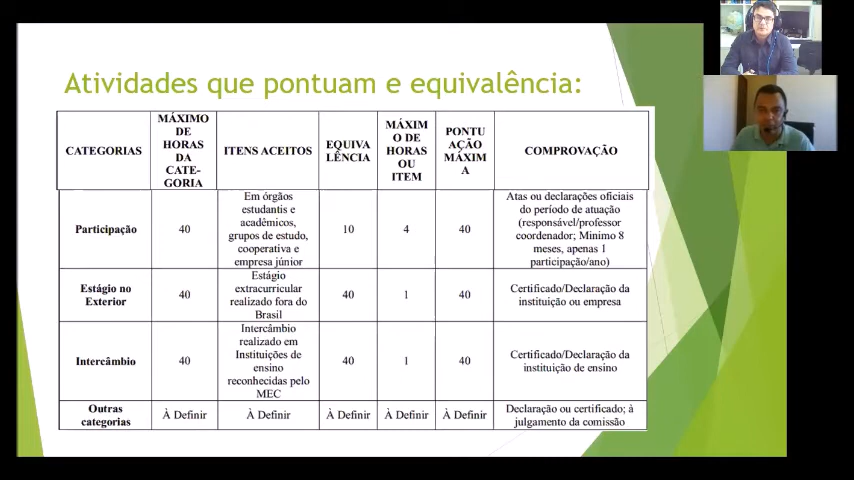 Atividades que pontuam e equivalência:
CATEGORIAS
MÁXIMO
DE
HORAS
DA
CATE-
GORIA
ITENS ACEITOS
EQUIVA
LÊNCIA
MÁXIM
O DE
HORAS
OU
ITEM
PONTU
AÇÃO
MÁXIM
A
COMPROVAÇÃO
Participação
40
Em órgãos
estudantis e
acadêmicos,
grupos de estudo,
cooperativa e
empresa júnior
10
4
40
Atas ou declarações oficiais
do período de atuação
(responsável/professor
coordenador; Minimo 8
meses, apenas 1
participação/ano)
Estágio no
Exterior
40
Estágio
extracurricular
realizado fora do
Brasil
40
1
40
Certificado/Declaração da
instituição ou empresa
Intercâmbio
40
Intercâmbio
realizado em
Instituições de
ensino
reconhecidas pelo
MEC
40
1
40
Certificado/Declaração da
instituição de ensino
Outras
categorias
À Definir
À Definir
À Definir
À Definir
À Definir
Declaração ou certificado; à
julgamento da comissão